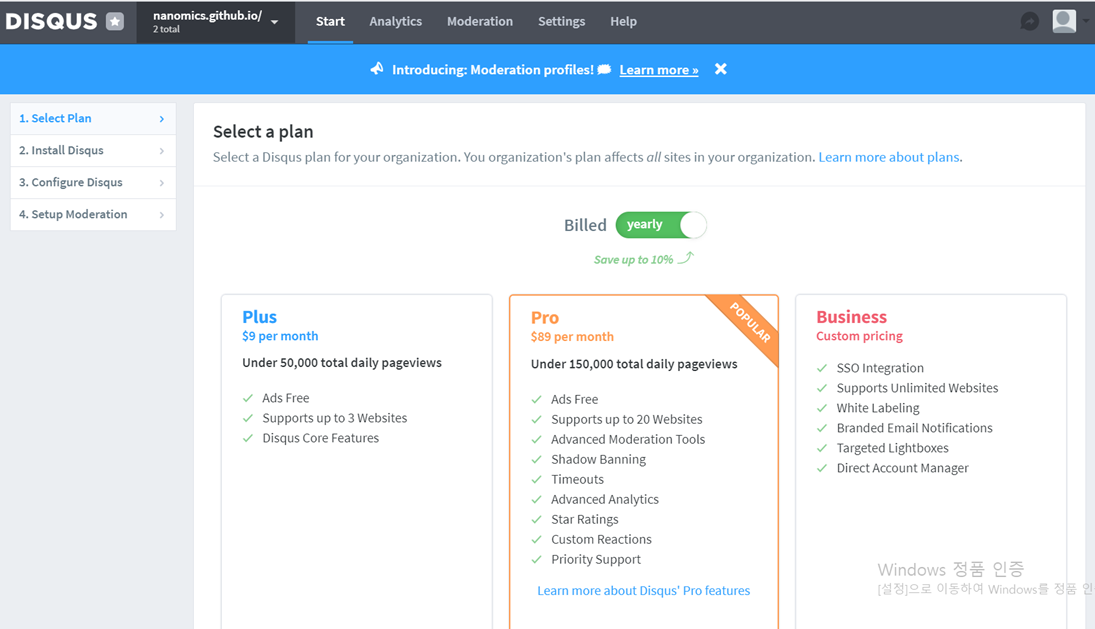 DISQUS
nanomics.github.io/
2 total
Start Analytics Moderation Settings Help
Introducing: Moderation profiles! Learn more »
1. Select Plan
2. Install Disqus
3. Configure Disqus
4. Setup Moderation
Select a plan
Select a Disqus plan for your organization. You organization's plan affects all sites in your organization. Learn more about plans.
Billed yearly
Save up to 10%
Plus
$9 per month
Under 50,000 total daily pageviews
Ads Free
Supports up to 3 Websites
Disqus Core Features
POPULAR
Pro
$89 per month
Under 150,000 total daily pageviews
Ads Free
Supports up to 20 Websites
Advanced Moderation Tools
Shadow Banning
Timeouts
Advanced Analytics
Star Ratings
Custom Reactions
Priority Support
Learn more about Disqus' Pro features
Business
Custom pricing
SSO Integration
Supports Unlimited Websites
White Labeling
Branded Email Notifications
Targeted Lightboxes
Direct Account Manager
Windows 정품 인증
[설정]으로 이동하여 Windows를 정품 인